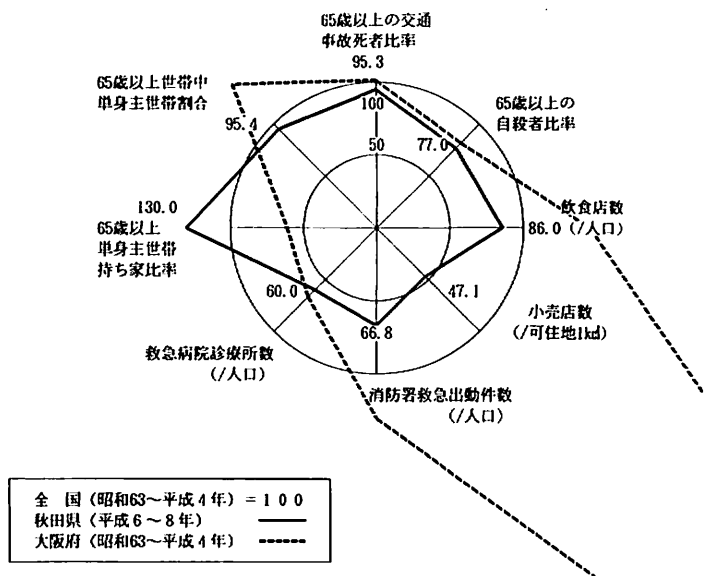 65歳以上の交通
事故死者比率
95.3
65歳以上世帯中
単身主世帯割合
95.4
100
65歳以上の
自殺者比率
77.0
50
130.0
65歳以上
単身主世帯
持ち家比率
飲食店数
86.0(/人口)
60.0
47.1
小売店数
(/可住地1k㎡)
66.8
救急病院診療所数
(/人口)
消防署救急出動件数
(/人口)
全 国(昭和63~平成4年)=100
秋田県(平成6~8年)
大阪府(昭和63~平成4年)